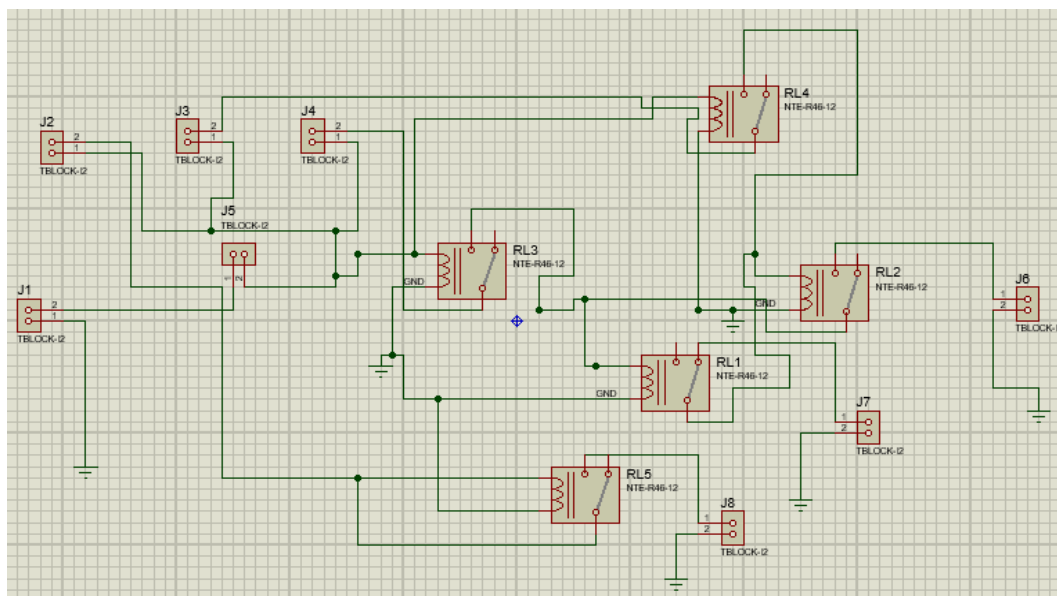 RL4
NTE-R46-12
J3
2
1
TBLOCK-I2
J4
2
1
TBLOCK-I2
J2
2
1
TBLOCK-I2
J5
TBLOCK-I2
1
2
RL3
NTE-R46-12
GND
RL2
NTE-R46-12
GND
J6
1
2
TBLOCK-I
J1
2
1
TBLOCK-I2
RL1
NTE-R46-12
GND
J7
1
2
TBLOCK-I2
RL5
NTE-R46-12
J8
1
2
TBLOCK-I2